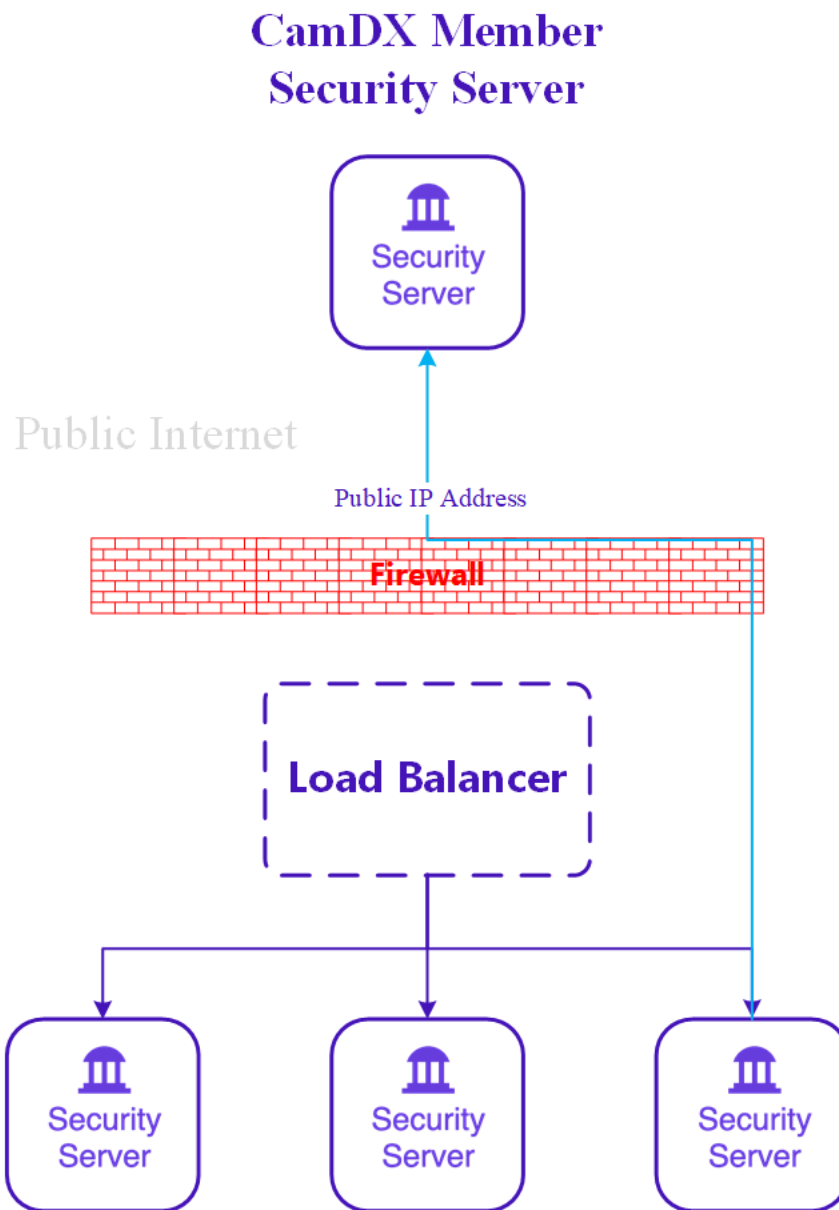 CamDX Member
Security Server
Security
Server
Public Internet
Public IP Address
Firewall
Load Balancer
Security
Server
Security
Server
Security
Server